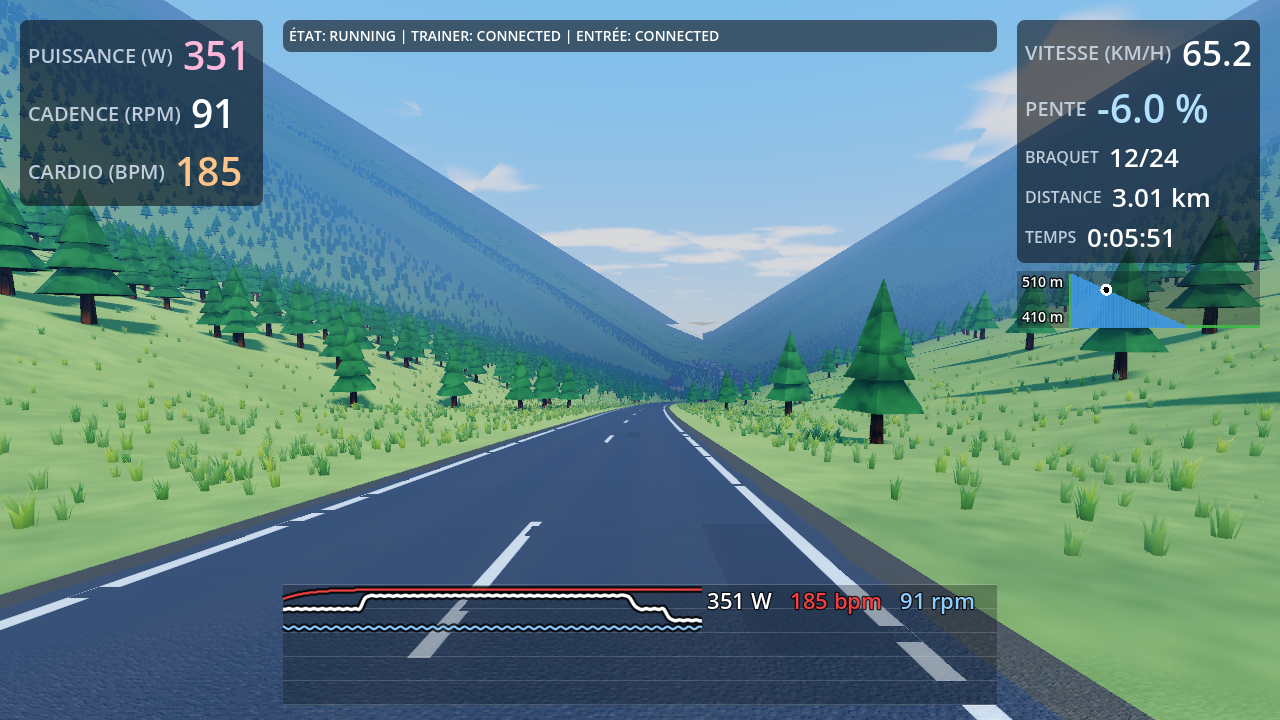 PUISSANCE (W) 351
CADENCE (RPM) 91
CARDIO (BPM) 185
ÉTAT: RUNNING | TRAINER: CONNECTED | ENTRÉE: CONNECTED
VITESSE (KM/H) 65.2
PENTE -6.0 %
BRAQUET 12/24
DISTANCE 3.01 km
TEMPS 0:05:51
510 m
410 m
351 W 185 bpm 91 rpm